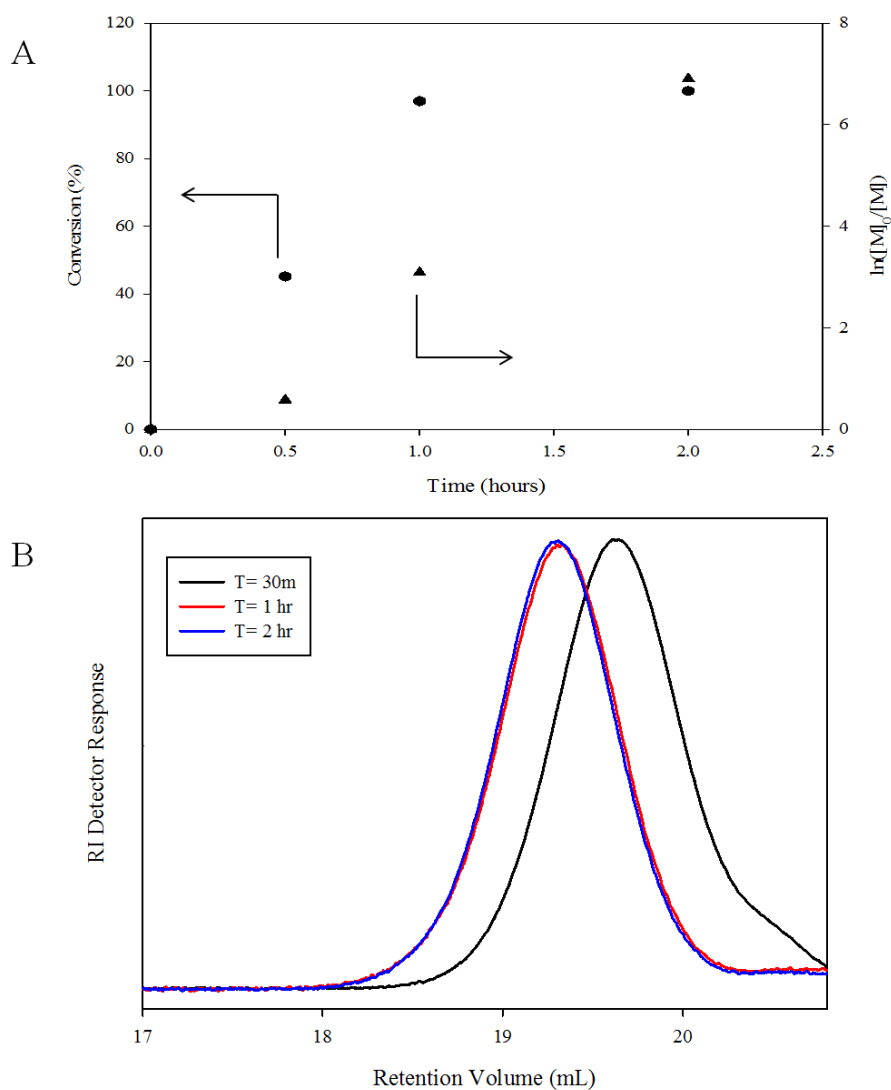 A
120
100
80
60
40
20
0
Conversion (%)
8
6
4
2
0
ln([M]0/[M]
0.0 0.5 1.0 1.5 2.0 2.5
Time (hours)
B
T= 30m
T= 1 hr
T= 2 hr
RI Detector Response
17 18 19 20
Retention Volume (mL)